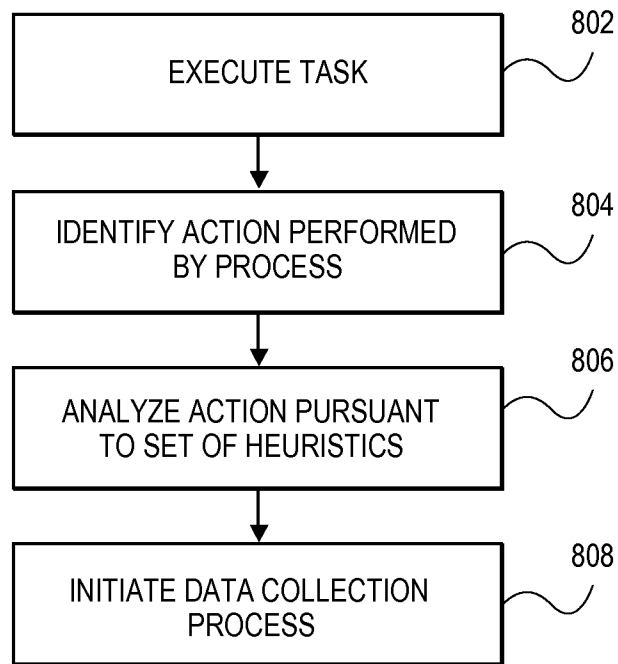 802
EXECUTE TASK
804
IDENTIFY ACTION PERFORMED
BY PROCESS
806
ANALYZE ACTION PURSUANT
TO SET OF HEURISTICS
808
INITIATE DATA COLLECTION
PROCESS